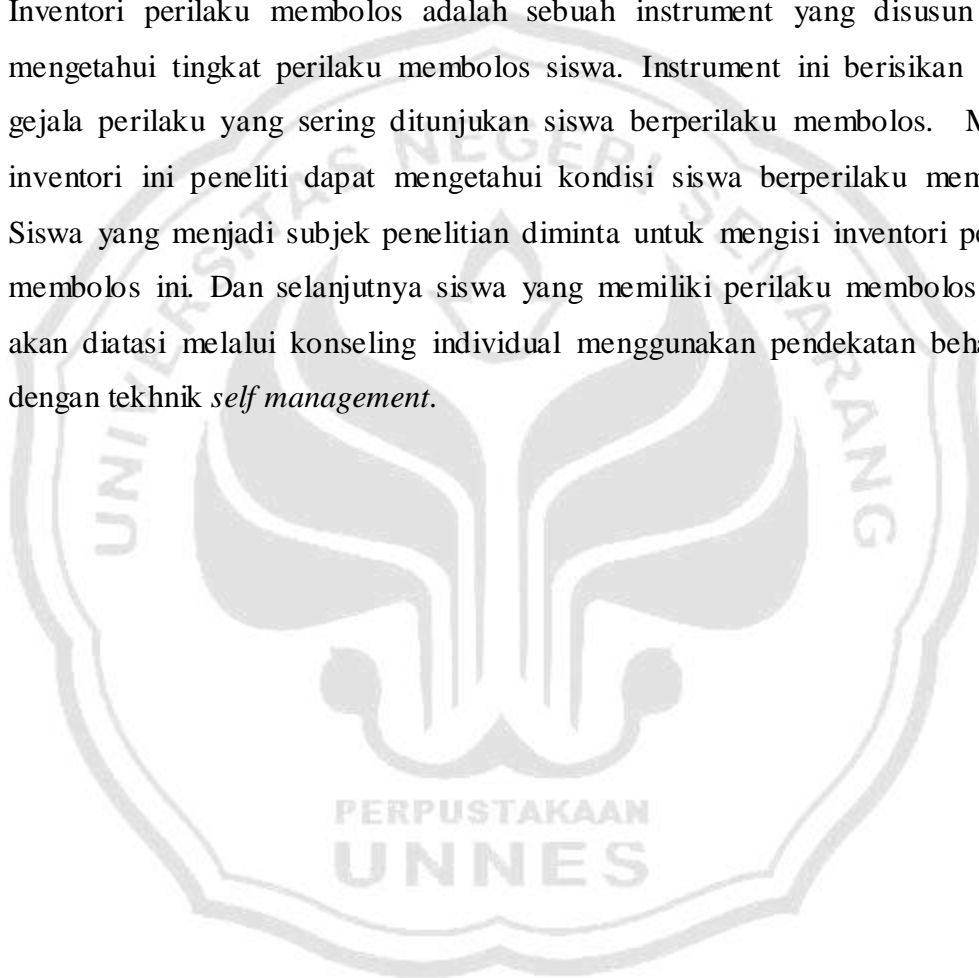 Inventori perilaku membolos adalah sebuah instrument yang disusun
mengetahui tingkat perilaku membolos siswa. Instrument ini berisikan
gejala perilaku yang sering ditunjukan siswa berperilaku membolos.
inventori ini peneliti dapat mengetahui kondisi siswa berperilaku
Siswa yang menjadi subjek penelitian diminta untuk mengisi inventori
membolos ini. Dan selanjutnya siswa yang memiliki perilaku membolos
akan diatasi melalui konseling individual menggunakan pendekatan
dengan tekhnik self management.
UNIVERSITAS NEGERI SEMARANG
PERPUSTAKAAN
UNNES